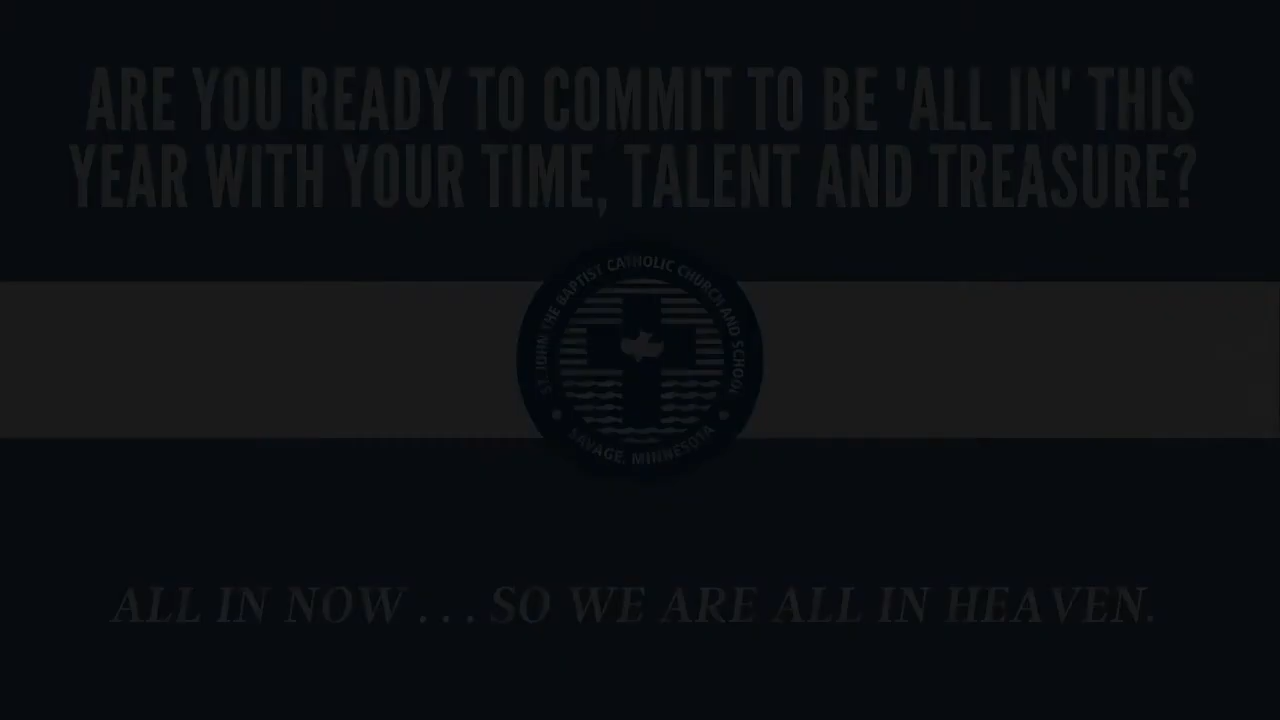 ARE YOU READY TO COMMIT TO BE 'ALL IN' THIS
YEAR WITH YOUR TIME, TALENT AND TREASURE?
ST. JOHN THE BAPTIST CATHOLIC CHURCH AND SCHOOL
SAVAGE, MINNESOTA
ALL IN NOW . . . SO WE ARE ALL IN HEAVEN.